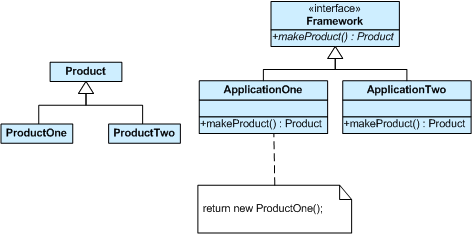 «interface»
Framework
+makeProduct() : Product
Product
ProductOne
ProductTwo
ApplicationOne
+makeProduct() : Product
ApplicationTwo
+makeProduct() : Product
return new ProductOne();